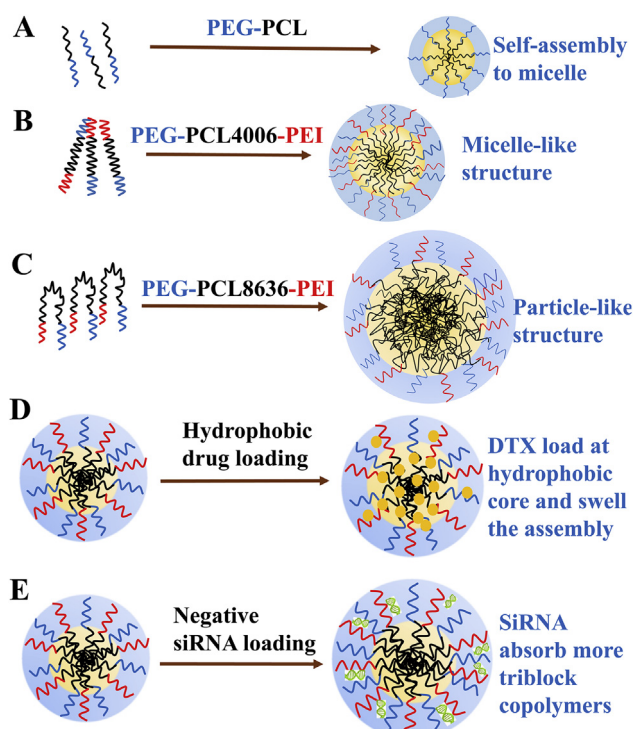 A
PEG-PCL
Self-assembly
to micelle
B
PEG-PCL4006-PEI
Micelle-like
structure
C
PEG-PCL8636-PEI
Particle-like
structure
D
Hydrophobic
drug loading
DTX load at
hydrophobic
core and swell
the assembly
E
Negative
siRNA loading
SiRNA
absorb more
triblock
copolymers